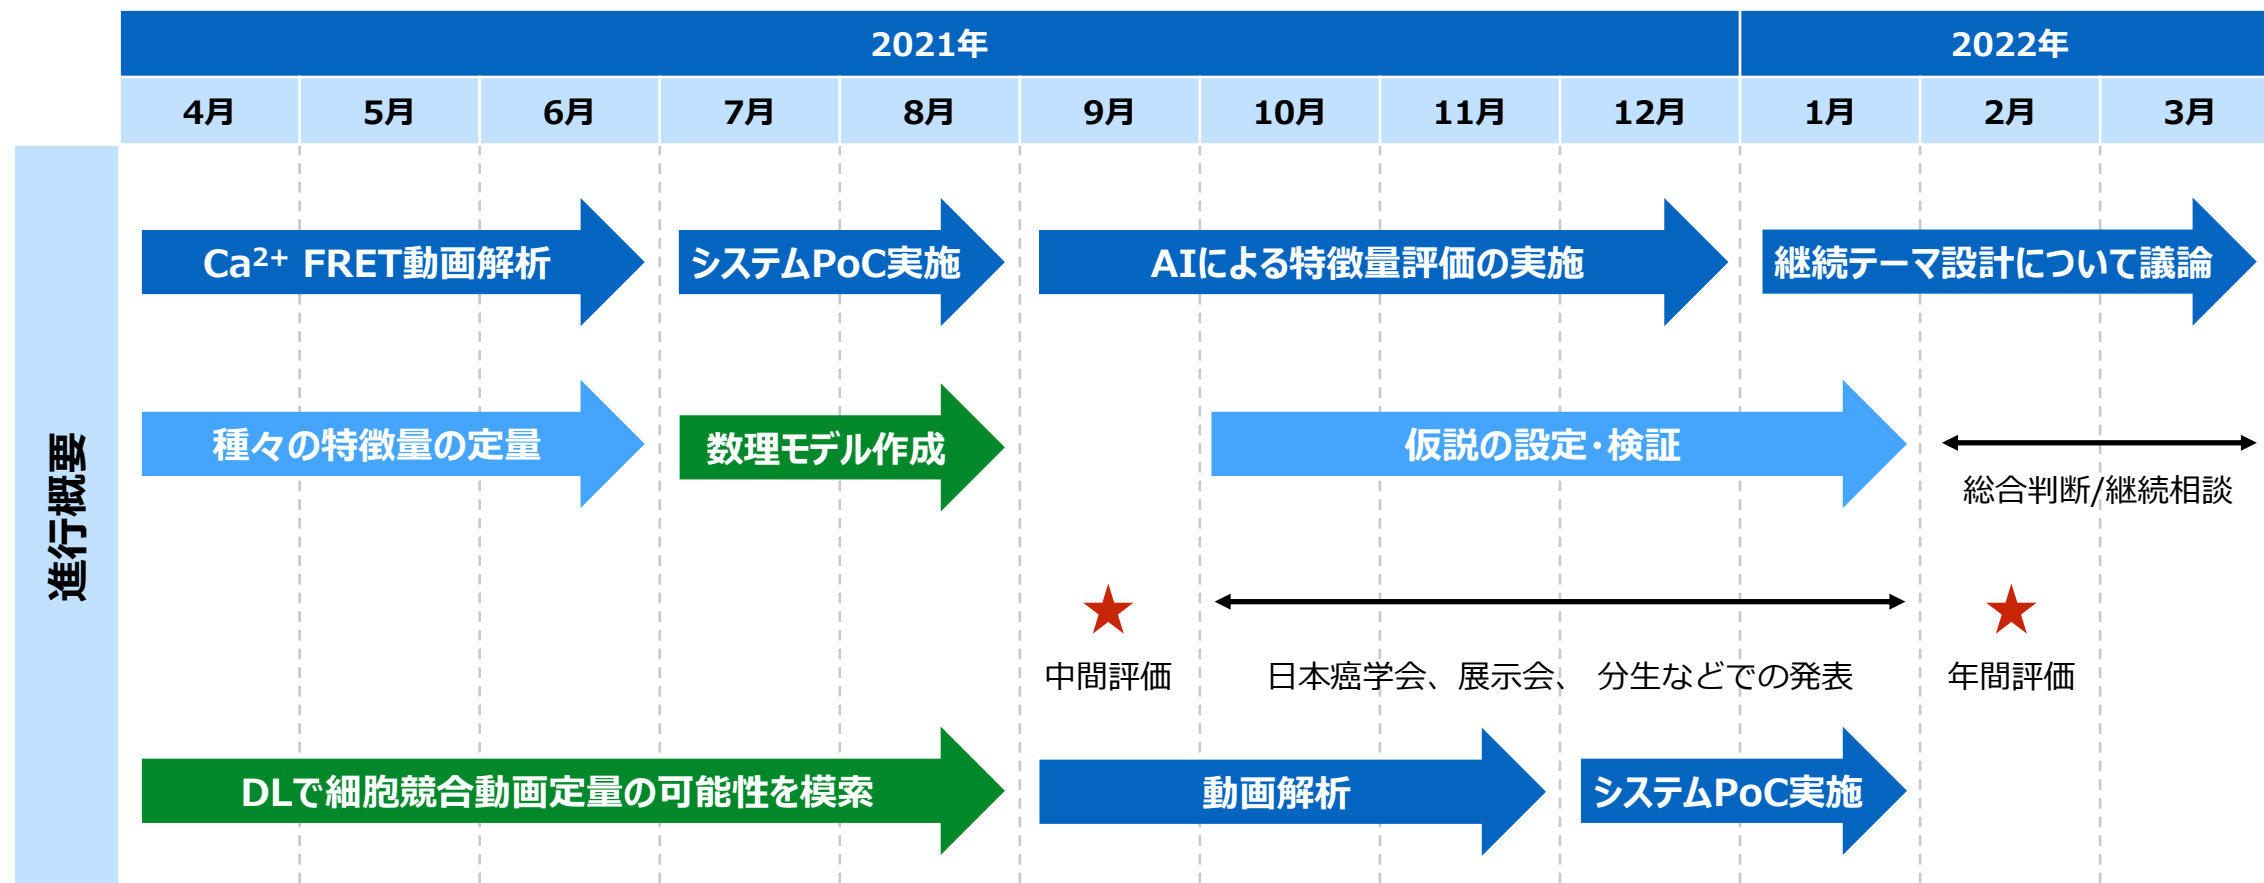 2021年
2022年
4月
5月
6月
7月
8月
9月
10月
11月
12月
1月
2月
3月
進行概要
Ca²⁺ FRET動画解析
システムPoC実施
AIによる特徴量評価の実施
継続テーマ設計について議論
種々の特徴量の定量
数理モデル作成
仮説の設定・検証
総合判断/継続相談
中間評価
日本癌学会、展示会、 分生などでの発表
年間評価
DLで細胞競合動画定量の可能性を模索
動画解析
システムPoC実施